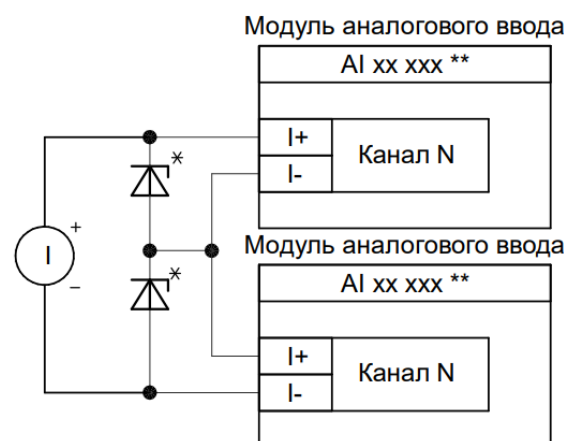 Модуль аналогового ввода
AI xx xxx **
I+
Канал N
I-
*
I
+
–
Модуль аналогового ввода
*
AI xx xxx **
I+
Канал N
I-